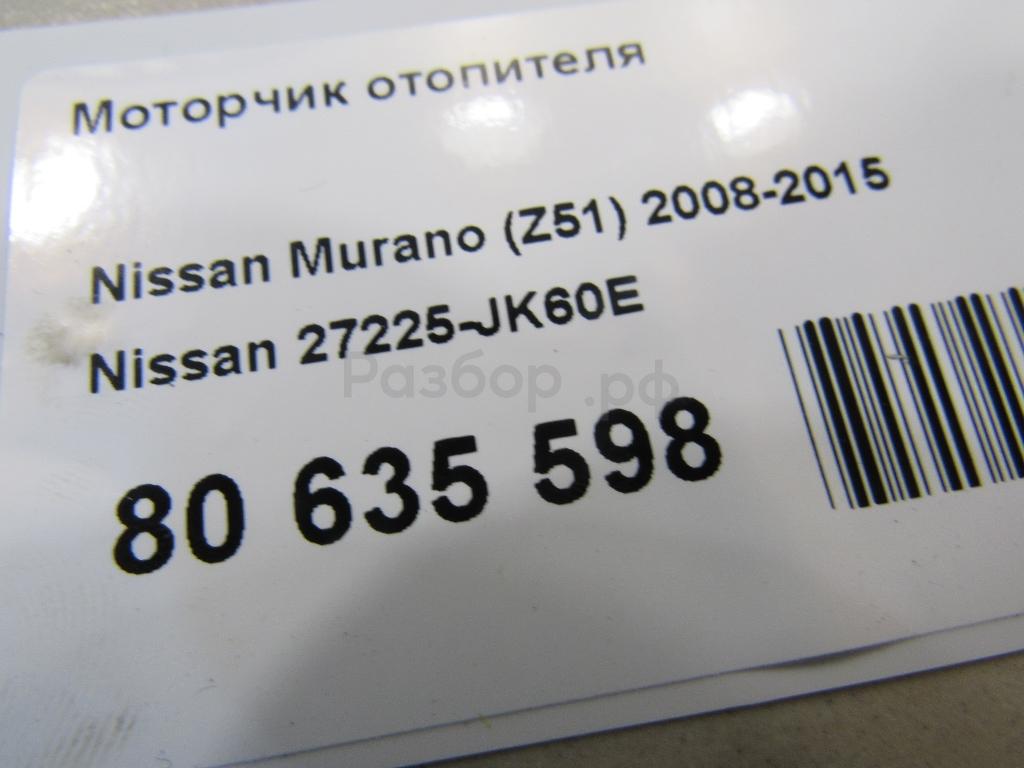 Моторчик отопителя
Nissan Murano (Z51) 2008-2015
Nissan 27225-JK60E
Разбор.рф
80 635 598